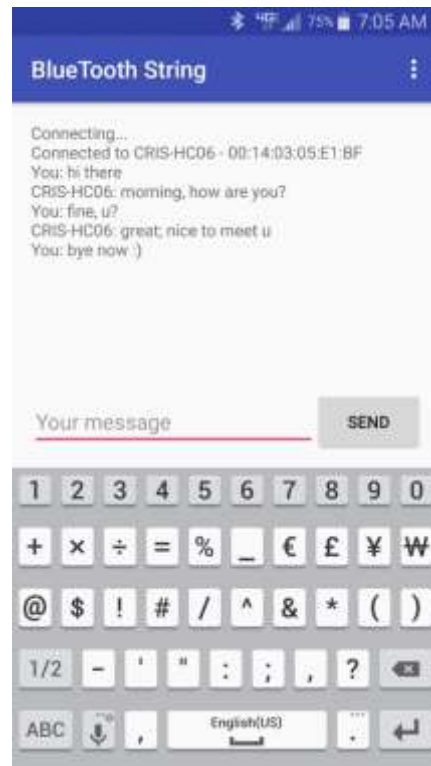 4G 75% 7:05 AM
BlueTooth String
Connecting...
Connected to CRIS-HC06 - 00:14:03:05:E1:BF
You: hi there
CRIS-HC06: morning, how are you?
You: fine, u?
CRIS-HC06: great, nice to meet u
You: bye now :)
Your message SEND
1 2 3 4 5 6 7 8 9 0
+ × ÷ = % _ € £ ¥ ₩
@ $ ! # / ^ & * ( )
1/2 - ' " : ; , ?
ABC , English(US) .